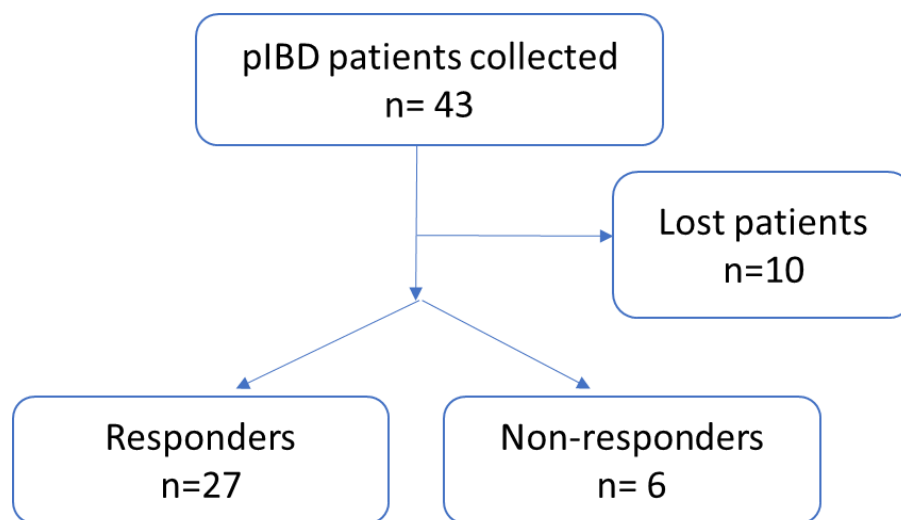 pIBD patients collected
n= 43
Lost patients
n=10
Responders
n=27
Non-responders
n= 6